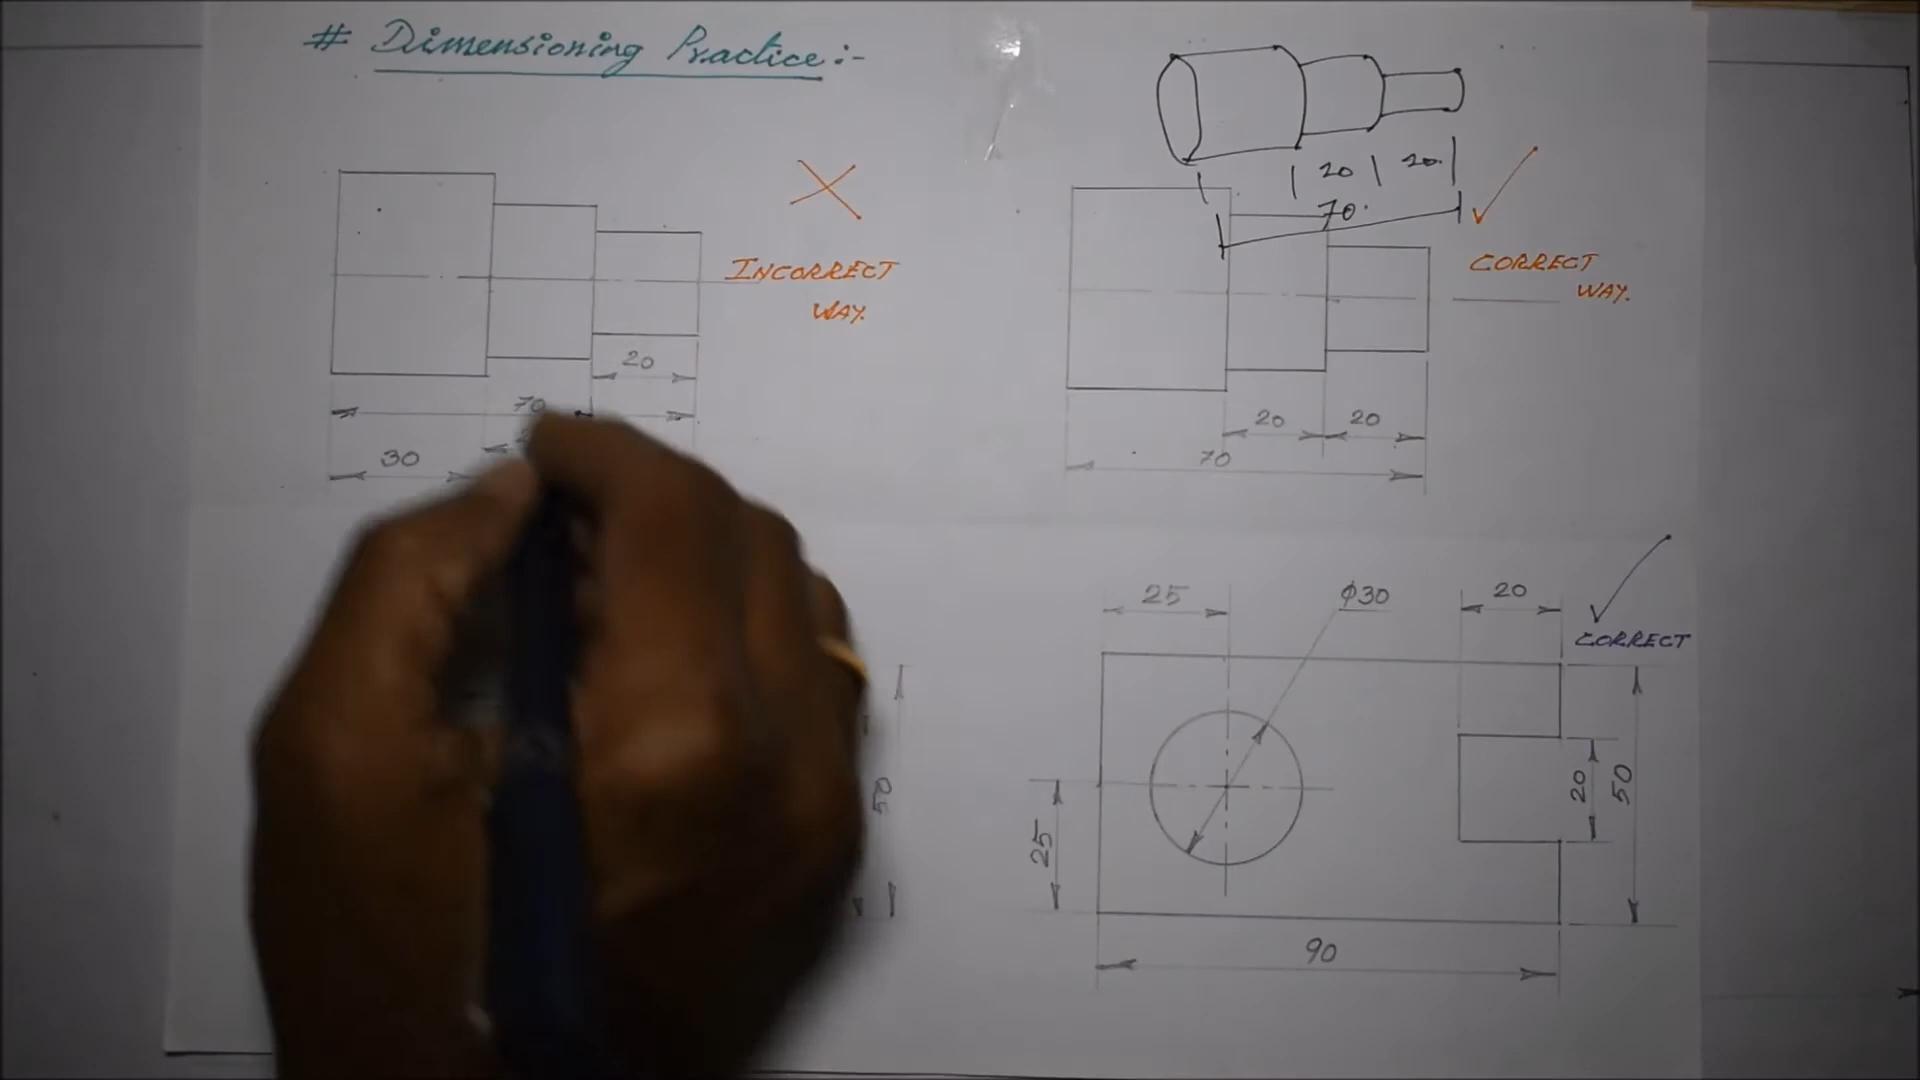 # Dimensioning Practice:-
20 20.
70.
INCORRECT
WAY.
CORRECT
WAY.
20
70
30
20 20
70
25
ϕ30
20
CORRECT
50
25
20
50
90